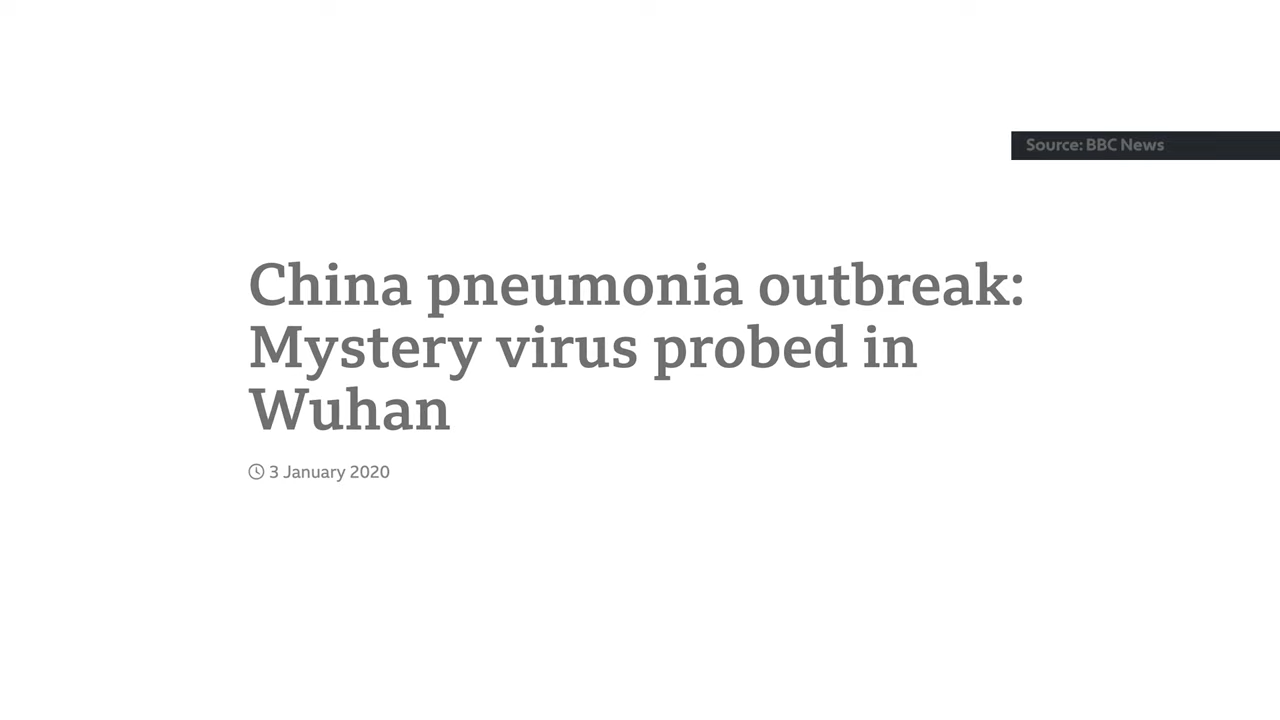 Source: BBC News
China pneumonia outbreak:
Mystery virus probed in
Wuhan
3 January 2020